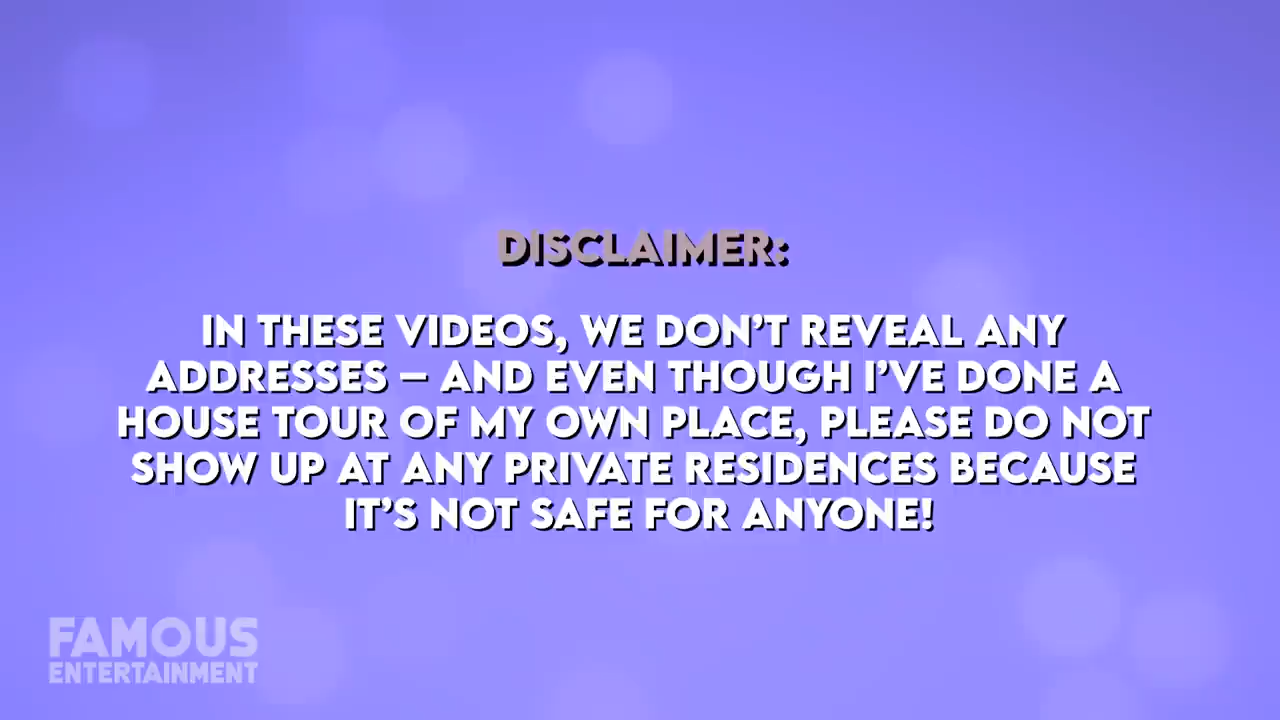 DISCLAIMER:
IN THESE VIDEOS, WE DON'T REVEAL ANY
ADDRESSES – AND EVEN THOUGH I'VE DONE A
HOUSE TOUR OF MY OWN PLACE, PLEASE DO NOT
SHOW UP AT ANY PRIVATE RESIDENCES BECAUSE
IT'S NOT SAFE FOR ANYONE!
FAMOUS
ENTERTAINMENT